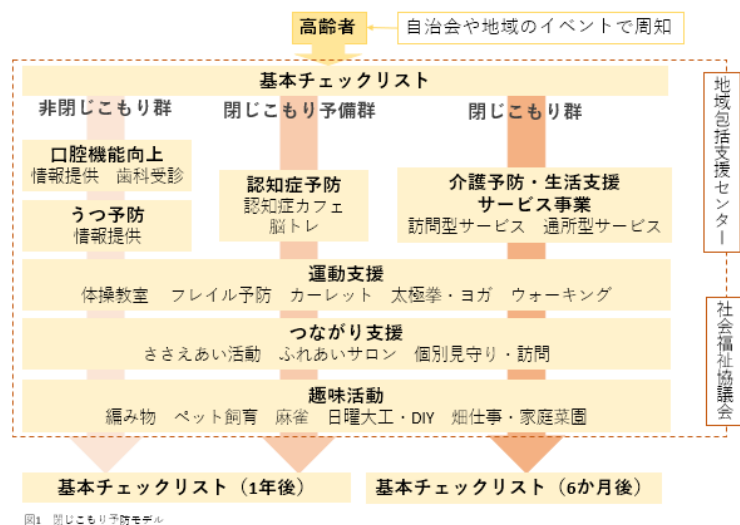 高齢者
自治会や地域のイベントで周知
基本チェックリスト
非閉じこもり群
閉じこもり予備群
閉じこもり群
口腔機能向上
情報提供　歯科受診
うつ予防
情報提供
認知症予防
認知症カフェ
脳トレ
介護予防・生活支援
サービス事業
訪問型サービス　通所型サービス
運動支援
体操教室　フレイル予防　カーレット　太極拳・ヨガ　ウォーキング
つながり支援
ささえあい活動　ふれあいサロン　個別見守り・訪問
趣味活動
編み物　ペット飼育　麻雀　日曜大工・DIY　畑仕事・家庭菜園
地域包括支援センター
社会福祉協議会
基本チェックリスト（1年後）
基本チェックリスト（6か月後）
図1　閉じこもり予防モデル